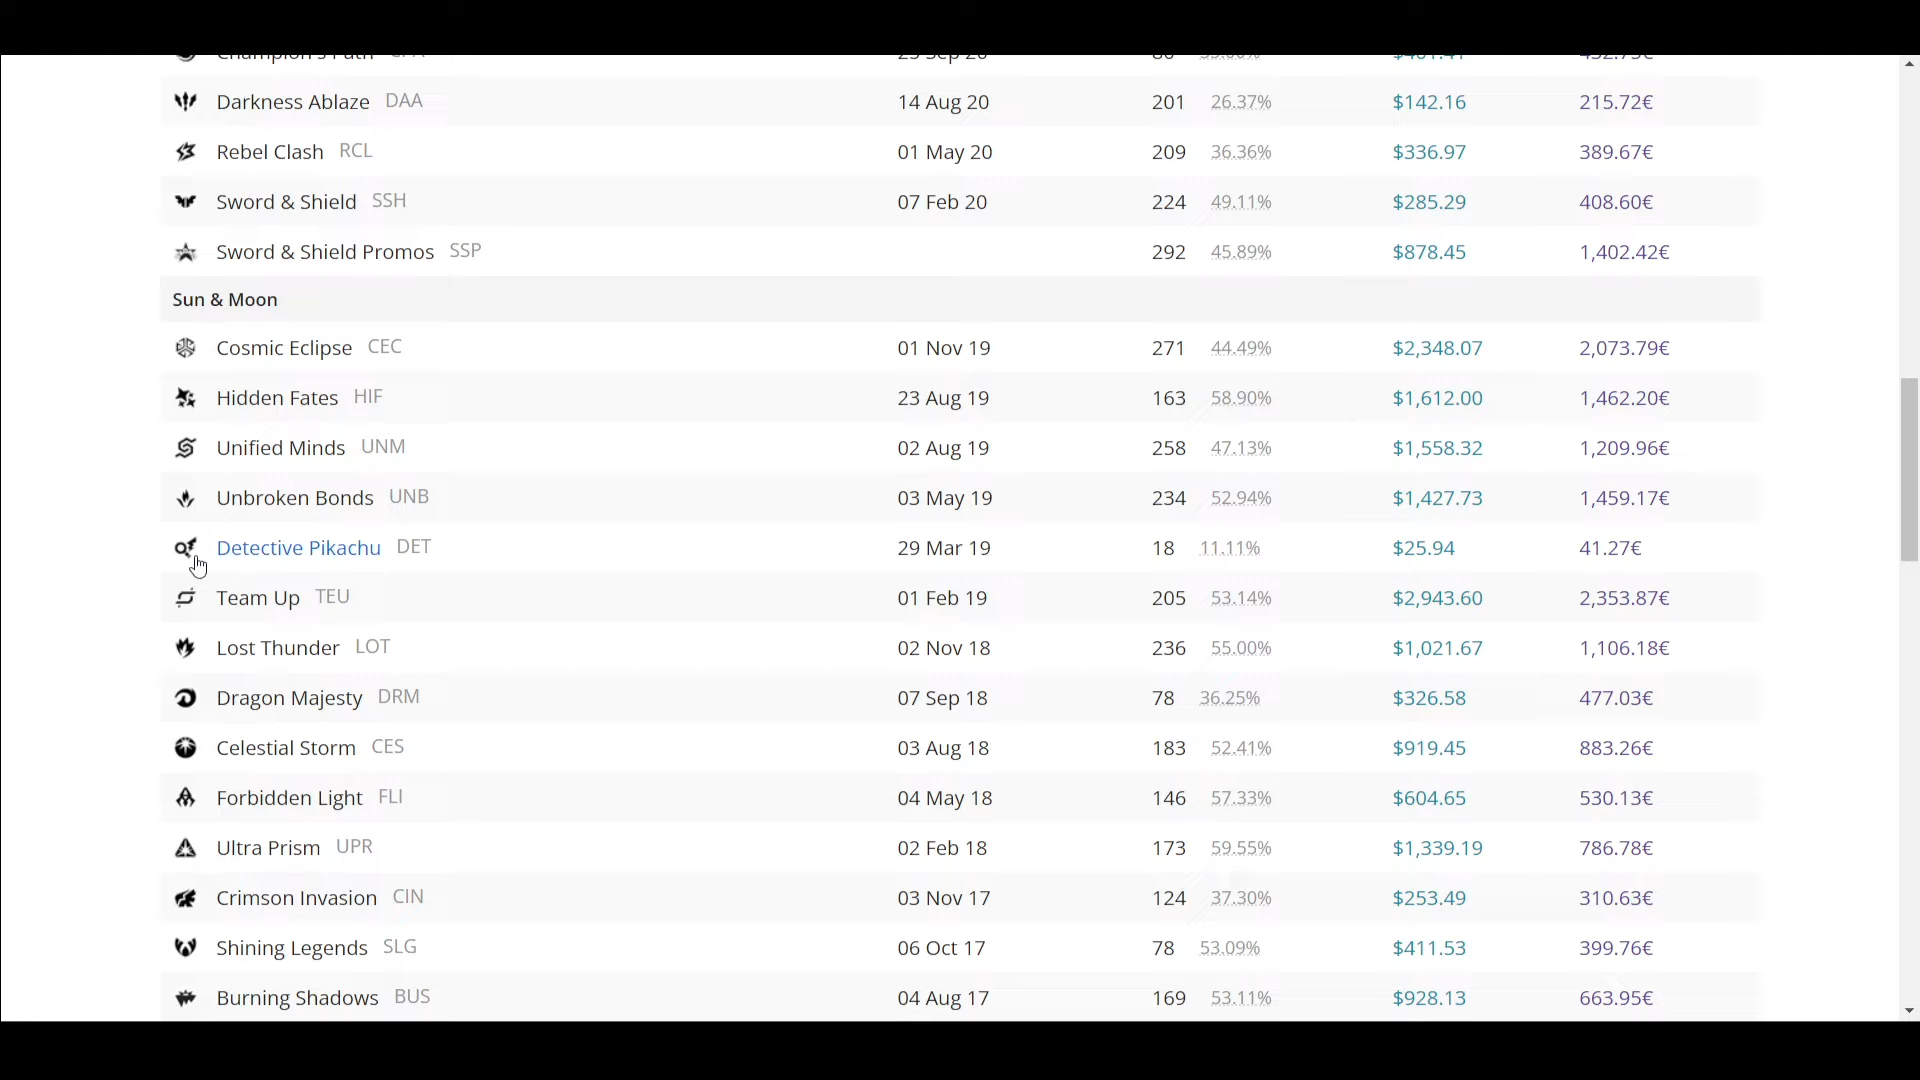 Darkness Ablaze DAA 14 Aug 20 201 26.37% $142.16 215.72€
Rebel Clash RCL 01 May 20 209 36.36% $336.97 389.67€
Sword & Shield SSH 07 Feb 20 224 49.11% $285.29 408.60€
Sword & Shield Promos SSP 292 45.89% $878.45 1,402.42€
Sun & Moon
Cosmic Eclipse CEC 01 Nov 19 271 44.49% $2,348.07 2,073.79€
Hidden Fates HIF 23 Aug 19 163 58.90% $1,612.00 1,462.20€
Unified Minds UNM 02 Aug 19 258 47.13% $1,558.32 1,209.96€
Unbroken Bonds UNB 03 May 19 234 52.94% $1,427.73 1,459.17€
Detective Pikachu DET 29 Mar 19 18 11.11% $25.94 41.27€
Team Up TEU 01 Feb 19 205 53.14% $2,943.60 2,353.87€
Lost Thunder LOT 02 Nov 18 236 55.00% $1,021.67 1,106.18€
Dragon Majesty DRM 07 Sep 18 78 36.25% $326.58 477.03€
Celestial Storm CES 03 Aug 18 183 52.41% $919.45 883.26€
Forbidden Light FLI 04 May 18 146 57.33% $604.65 530.13€
Ultra Prism UPR 02 Feb 18 173 59.55% $1,339.19 786.78€
Crimson Invasion CIN 03 Nov 17 124 37.30% $253.49 310.63€
Shining Legends SLG 06 Oct 17 78 53.09% $411.53 399.76€
Burning Shadows BUS 04 Aug 17 169 53.11% $928.13 663.95€